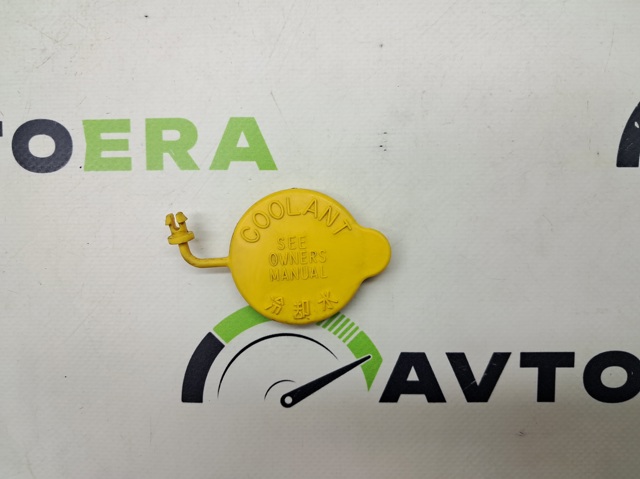 TOERA
COOLANT
SEE
OWNERS
MANUAL
冷却水
AVTO